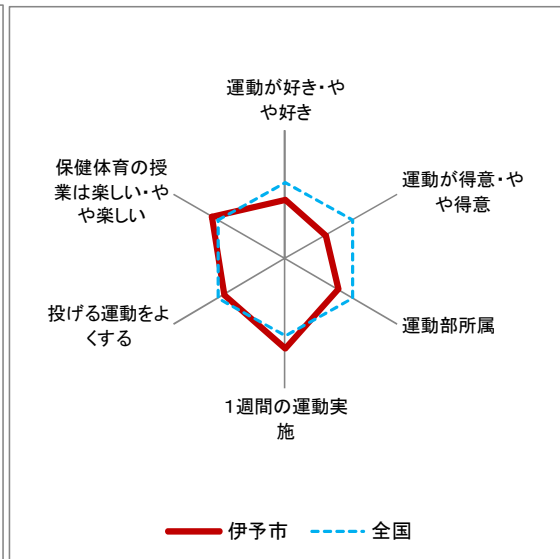 運動が好き・や
や好き
運動が得意・や
や得意
運動部所属
１週間の運動実
施
投げる運動をよ
くする
保健体育の授
業は楽しい・や
や楽しい
伊予市
全国